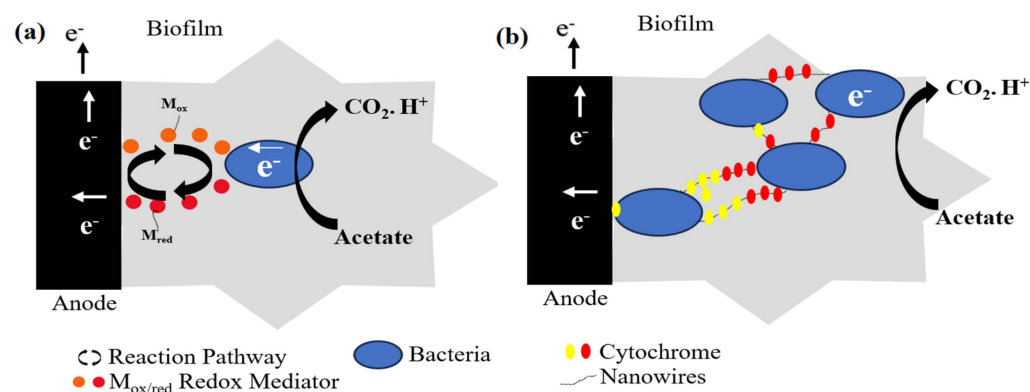 (a)
e⁻
Biofilm
Mox
CO₂. H⁺
e⁻
e⁻
e⁻
Mred
Acetate
Anode
Reaction Pathway
Bacteria
Mox/red Redox Mediator
(b)
e⁻
Biofilm
e⁻
CO₂. H⁺
e⁻
e⁻
Acetate
Anode
Cytochrome
Nanowires